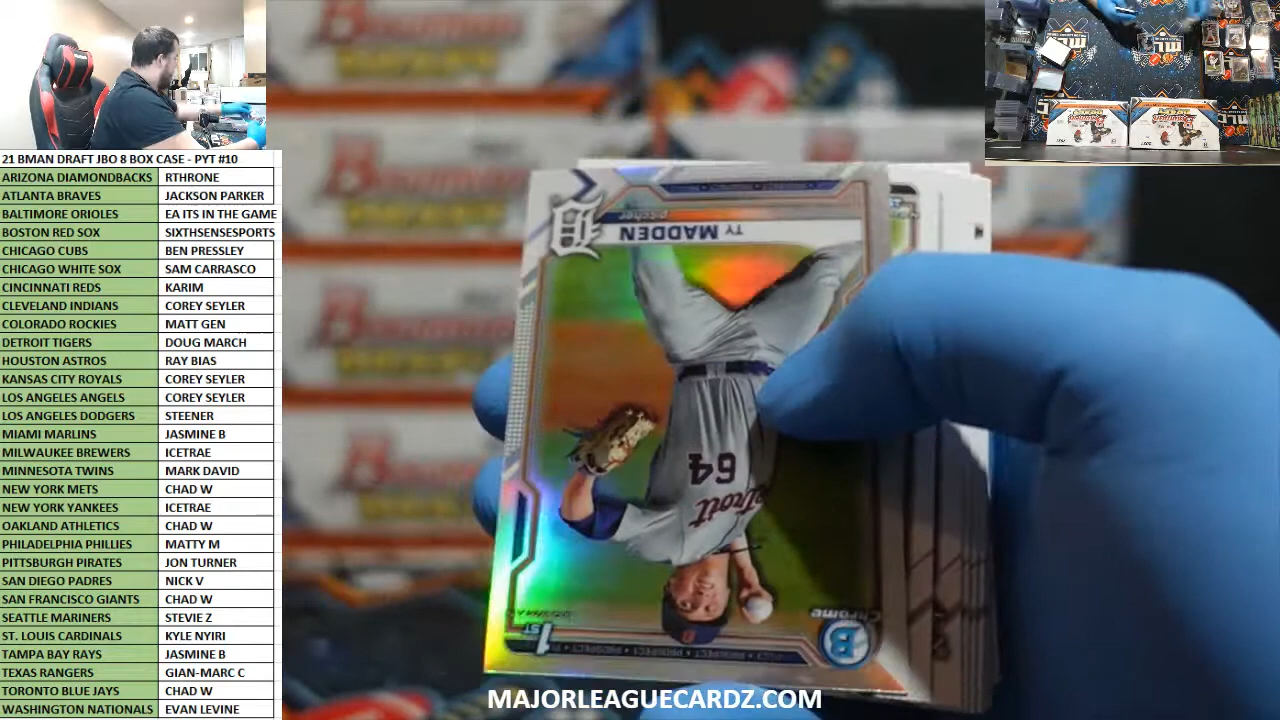 21 BMAN DRAFT JBO 8 BOX CASE - PYT #10
ARIZONA DIAMONDBACKS RTHRONE
ATLANTA BRAVES JACKSON PARKER
BALTIMORE ORIOLES EA ITS IN THE GAME
BOSTON RED SOX SIXTHSENSESPORTS
CHICAGO CUBS BEN PRESSLEY
CHICAGO WHITE SOX SAM CARRASCO
CINCINNATI REDS KARIM
CLEVELAND INDIANS COREY SEYLER
COLORADO ROCKIES MATT GEN
DETROIT TIGERS DOUG MARCH
HOUSTON ASTROS RAY BIAS
KANSAS CITY ROYALS COREY SEYLER
LOS ANGELES ANGELS COREY SEYLER
LOS ANGELES DODGERS STEENER
MIAMI MARLINS JASMINE B
MILWAUKEE BREWERS ICETRAE
MINNESOTA TWINS MARK DAVID
NEW YORK METS CHAD W
NEW YORK YANKEES ICETRAE
OAKLAND ATHLETICS CHAD W
PHILADELPHIA PHILLIES MATTY M
PITTSBURGH PIRATES JON TURNER
SAN DIEGO PADRES NICK V
SAN FRANCISCO GIANTS CHAD W
SEATTLE MARINERS STEVIE Z
ST. LOUIS CARDINALS KYLE NYIRI
TAMPA BAY RAYS JASMINE B
TEXAS RANGERS GIAN-MARC C
TORONTO BLUE JAYS CHAD W
WASHINGTON NATIONALS EVAN LEVINE
pitcher
TY MADDEN
64
Detroit
B Chrome
1ST
Bowman
Bowman
Bowman
MAJORLEAGUECARDZ.COM